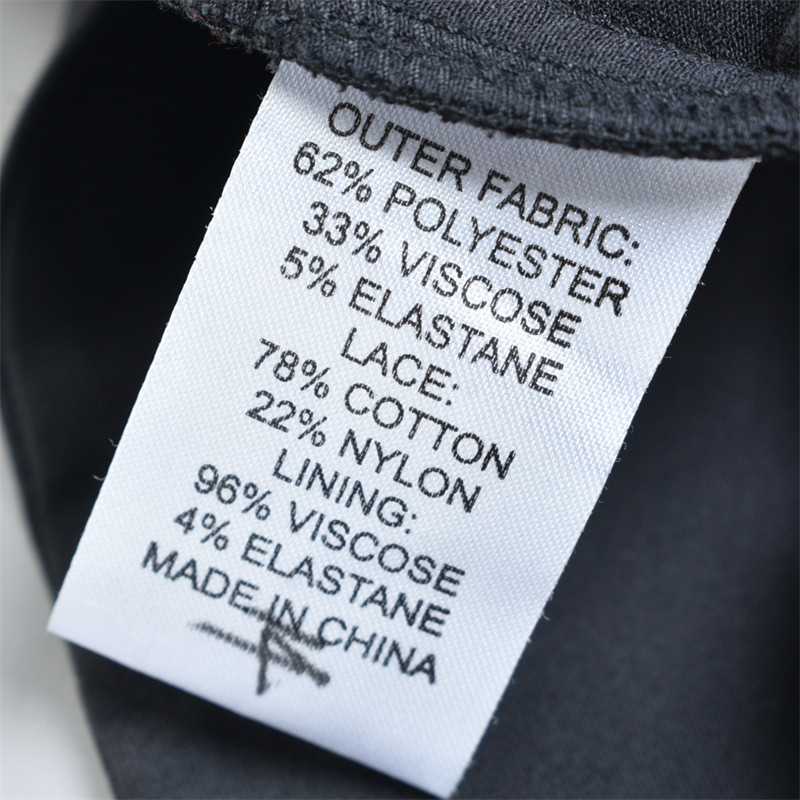 OUTER FABRIC:
62% POLYESTER
33% VISCOSE
5% ELASTANE
LACE:
78% COTTON
22% NYLON
LINING:
96% VISCOSE
4% ELASTANE
MADE IN CHINA